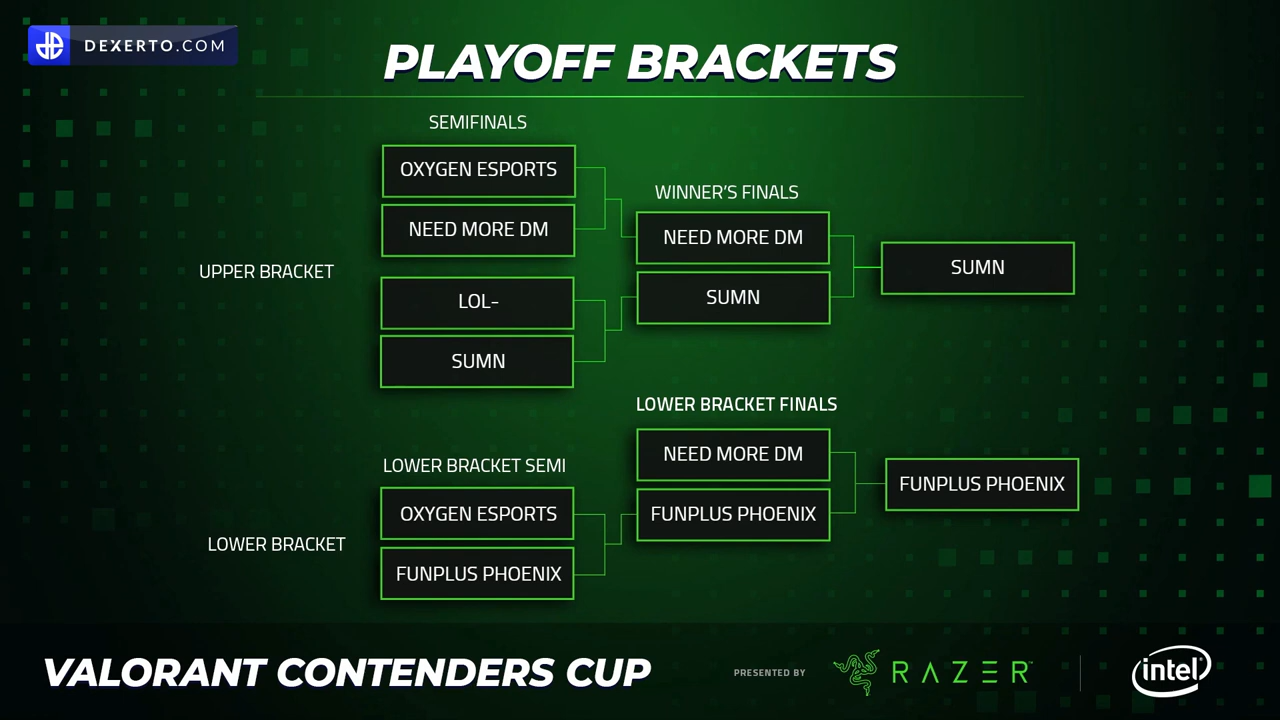 DEXERTO.COM
PLAYOFF BRACKETS
SEMIFINALS
OXYGEN ESPORTS
NEED MORE DM
UPPER BRACKET
LOL-
SUMN
WINNER'S FINALS
NEED MORE DM
SUMN
SUMN
LOWER BRACKET SEMI
OXYGEN ESPORTS
LOWER BRACKET
FUNPLUS PHOENIX
LOWER BRACKET FINALS
NEED MORE DM
FUNPLUS PHOENIX
FUNPLUS PHOENIX
VALORANT CONTENDERS CUP
PRESENTED BY
RAZER™
intel®